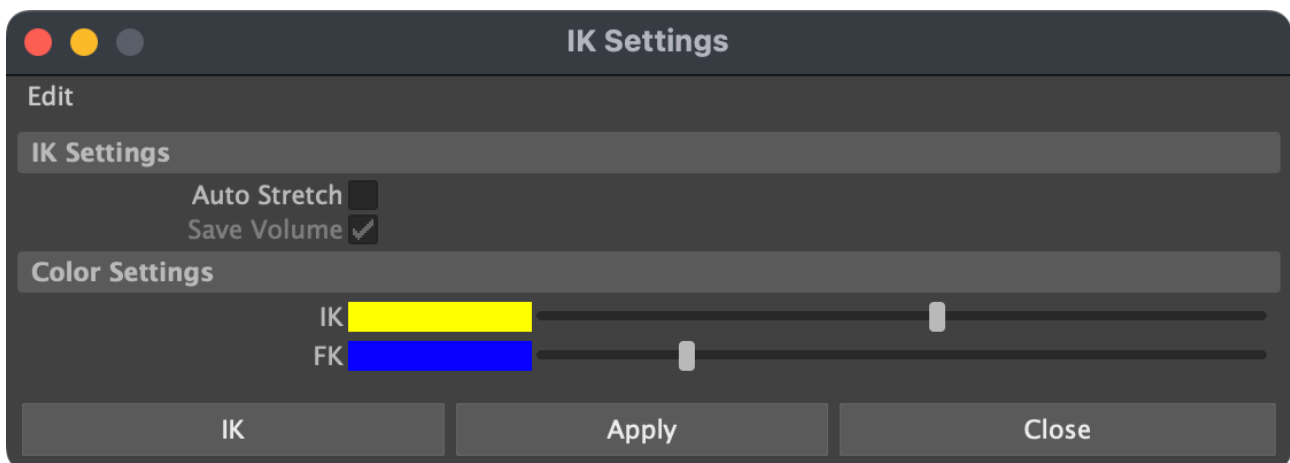 IK Settings
Edit
IK Settings
Auto Stretch
Save Volume
Color Settings
IK
FK
IK Apply Close